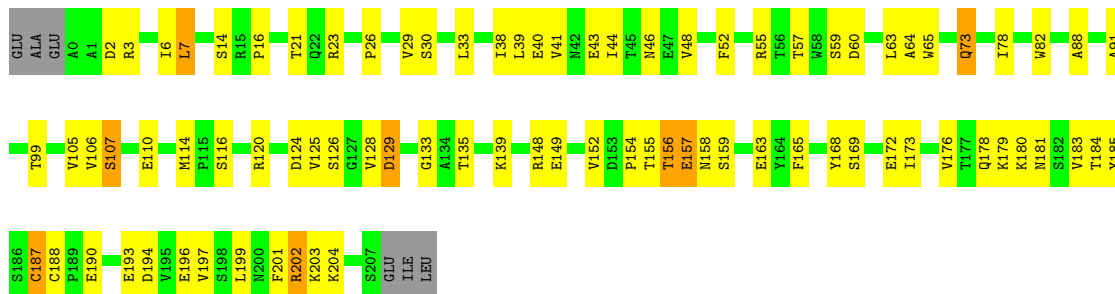 GLU ALA GLU A0 A1 D2 R3 I6 L7 S14 R15 P16 T21 Q22 R23 P26 V29 S30 L33 I38 L39 E40 V41 N42 E43 I44 T45 N46 E47 V48 F52 R55 T56 T57 W58 S59 D60 L63 A64 W65 Q73 I78 W82 A88 A91
T99 V105 V106 S107 E110 M114 P115 S116 R120 D124 V125 S126 G127 V128 D129 G133 A134 T135 K139 R148 E149 V152 D153 P154 T155 T156 E157 N158 S159 E163 Y164 F165 Y168 S169 E172 I173 V176 T177 Q178 K179 K180 N181 S182 V183 T184 Y185
S186 C187 C188 P189 E190 E193 D194 V195 E196 V197 S198 L199 N200 F201 R202 K203 K204 S207 GLU ILE LEU